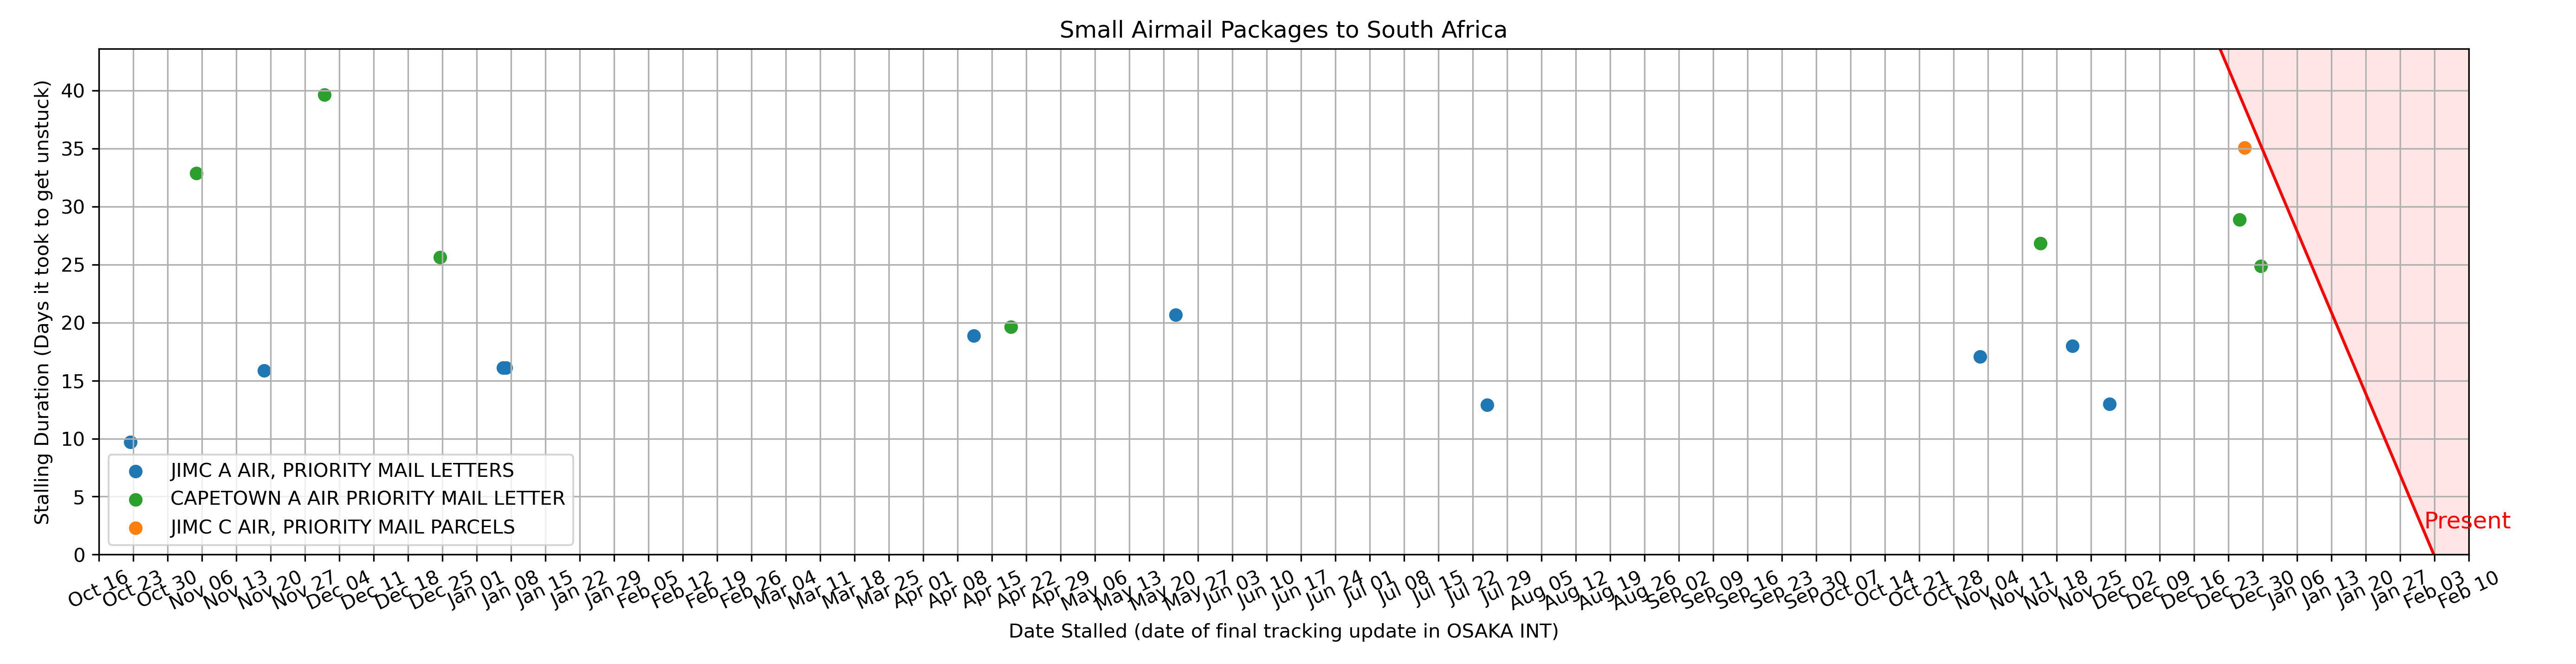 Small Airmail Packages to South Africa
Stalling Duration (Days it took to get unstuck)
40
35
30
25
20
15
10
5
0
JIMC A AIR, PRIORITY MAIL LETTERS
CAPETOWN A AIR PRIORITY MAIL LETTER
JIMC C AIR, PRIORITY MAIL PARCELS
Present
Oct 16
Oct 23
Oct 30
Nov 06
Nov 13
Nov 20
Nov 27
Dec 04
Dec 11
Dec 18
Dec 25
Jan 01
Jan 08
Jan 15
Jan 22
Jan 29
Feb 05
Feb 12
Feb 19
Feb 26
Mar 04
Mar 11
Mar 18
Mar 25
Apr 01
Apr 08
Apr 15
Apr 22
Apr 29
May 06
May 13
May 20
May 27
Jun 03
Jun 10
Jun 17
Jun 24
Jul 01
Jul 08
Jul 15
Jul 22
Jul 29
Aug 05
Aug 12
Aug 19
Aug 26
Sep 02
Sep 09
Sep 16
Sep 23
Sep 30
Oct 07
Oct 14
Oct 21
Oct 28
Nov 04
Nov 11
Nov 18
Nov 25
Dec 02
Dec 09
Dec 16
Dec 23
Dec 30
Jan 06
Jan 13
Jan 20
Jan 27
Feb 03
Feb 10
Date Stalled (date of final tracking update in OSAKA INT)